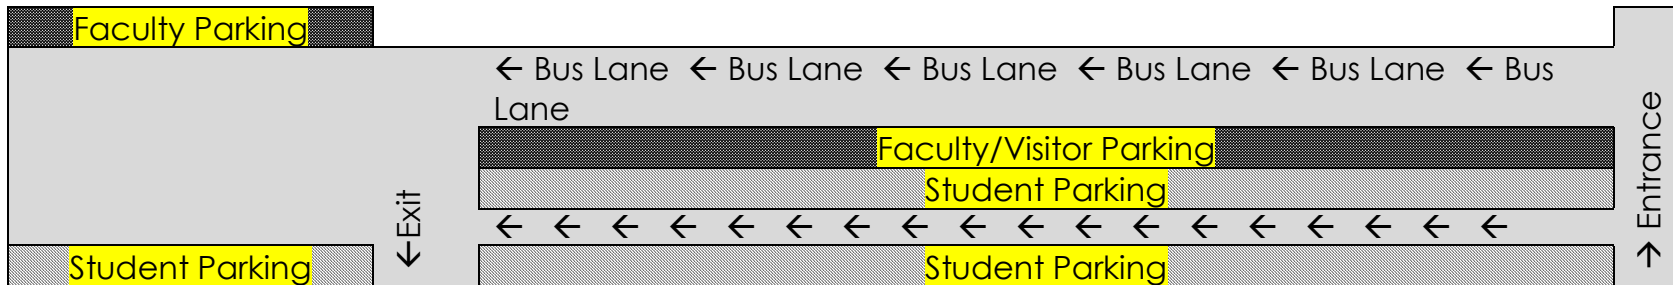 Faculty Parking
← Bus Lane ← Bus Lane ← Bus Lane ← Bus Lane ← Bus Lane ← Bus
Lane
Faculty/Visitor Parking
Student Parking
← ← ← ← ← ← ← ← ← ← ← ← ← ← ← ← ← ←
Student Parking
Student Parking
←Exit
→ Entrance